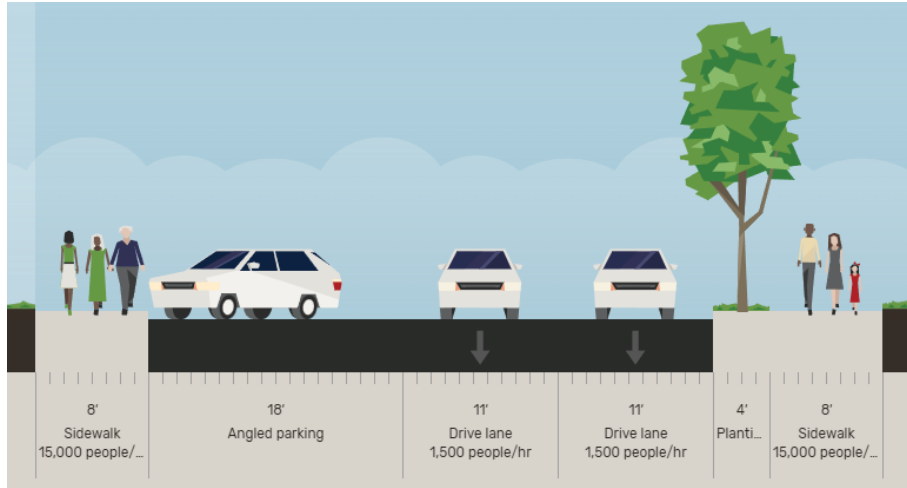 8'
Sidewalk
15,000 people/...
18'
Angled parking
11'
Drive lane
1,500 people/hr
11'
Drive lane
1,500 people/hr
4'
Planti...
8'
Sidewalk
15,000 people/...